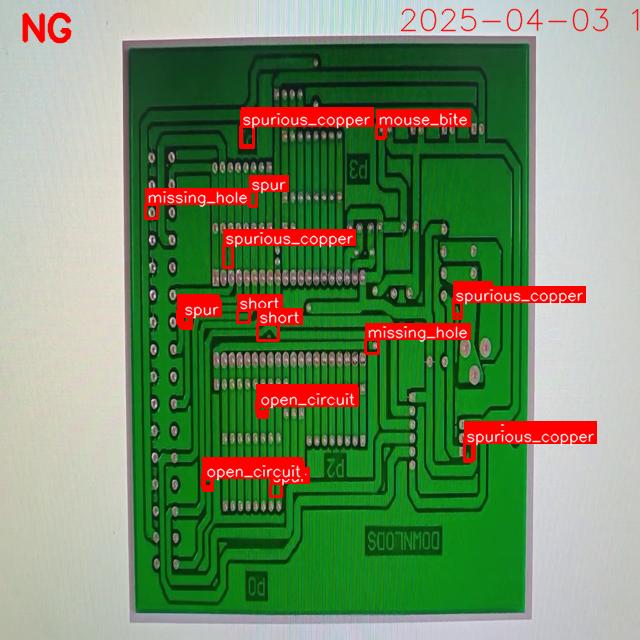 NG
2025-04-03 1
spurious_copper
mouse_bite
P3
spur
missing_hole
spurious_copper
spurious_copper
short
spur
short
missing_hole
open_circuit
spurious_copper
P2
open_circuit
spur
DOWNLODS
P0